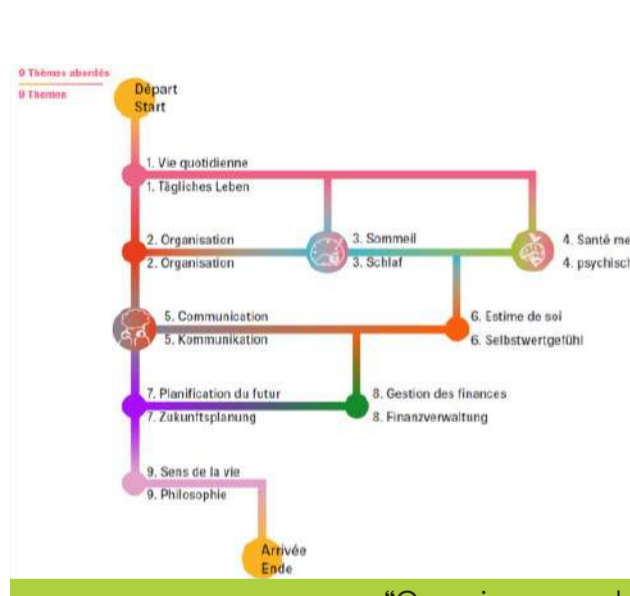 9 Thèmes abordés
9 Themen
Départ
Start
1. Vie quotidienne
1. Tägliches Leben
2. Organisation
2. Organisation
3. Sommeil
3. Schlaf
4. Santé me
4. psychisch
5. Communication
5. Kommunikation
6. Estime de soi
6. Selbstwertgefühl
7. Planification du futur
7. Zukunftsplanung
8. Gestion des finances
8. Finanzverwaltung
9. Sens de la vie
9. Philosophie
Arrivée
Ende